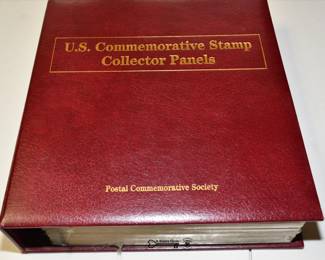 U.S. Commemorative Stamp
Collector Panels
Postal Commemorative Society